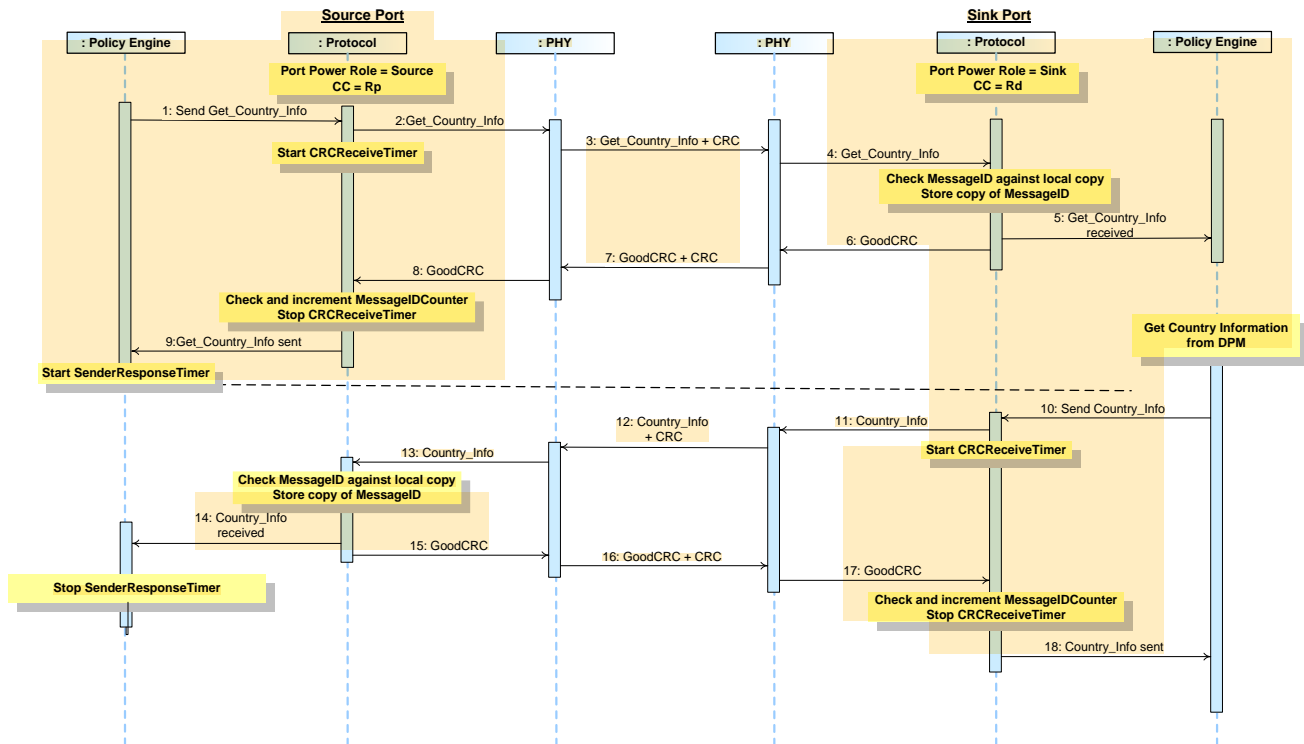 Source Port
Sink Port
: Policy Engine
: Protocol
: PHY
: PHY
: Protocol
: Policy Engine
Port Power Role = Source
CC = Rp
Port Power Role = Sink
CC = Rd
1: Send Get_Country_Info
2:Get_Country_Info
Start CRCReceiveTimer
3: Get_Country_Info + CRC
4: Get_Country_Info
Check MessageID against local copy
Store copy of MessageID
5: Get_Country_Info
received
6: GoodCRC
7: GoodCRC + CRC
8: GoodCRC
Check and increment MessageIDCounter
Stop CRCReceiveTimer
9:Get_Country_Info sent
Start SenderResponseTimer
Get Country Information
from DPM
10: Send Country_Info
11: Country_Info
Start CRCReceiveTimer
12: Country_Info
+ CRC
13: Country_Info
Check MessageID against local copy
Store copy of MessageID
14: Country_Info
received
15: GoodCRC
16: GoodCRC + CRC
17: GoodCRC
Stop SenderResponseTimer
Check and increment MessageIDCounter
Stop CRCReceiveTimer
18: Country_Info sent